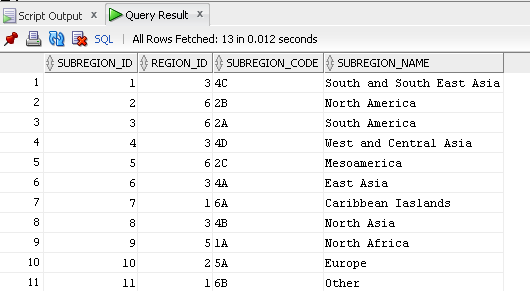 Script Output x Query Result x
SQL | All Rows Fetched: 13 in 0.012 seconds
SUBREGION_ID REGION_ID SUBREGION_CODE SUBREGION_NAME
1 1 3 4C South and South East Asia
2 2 6 2B North America
3 3 6 2A South America
4 4 3 4D West and Central Asia
5 5 6 2C Mesoamerica
6 6 3 4A East Asia
7 7 1 6A Caribbean Iaslands
8 8 3 4B North Asia
9 9 5 1A North Africa
10 10 2 5A Europe
11 11 1 6B Other